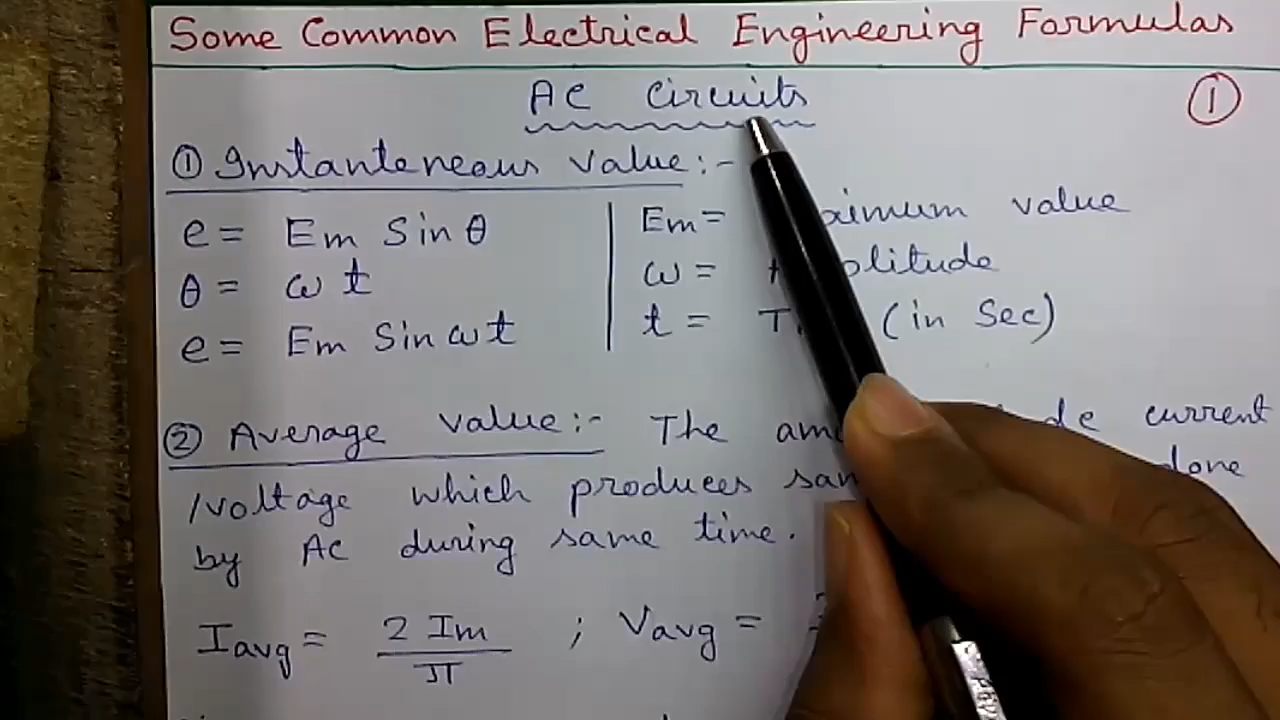 Some Common Electrical Engineering Formulas
AC Circuits
①
① Instanteneous value:-
e = Em Sin θ
θ = ω t
e = Em Sin ωt
Em =
value
ω =
t = (in Sec)
② Average value:- The current
/voltage which produces done
by AC during same time.
Iavg = 2 Im / π ; Vavg =